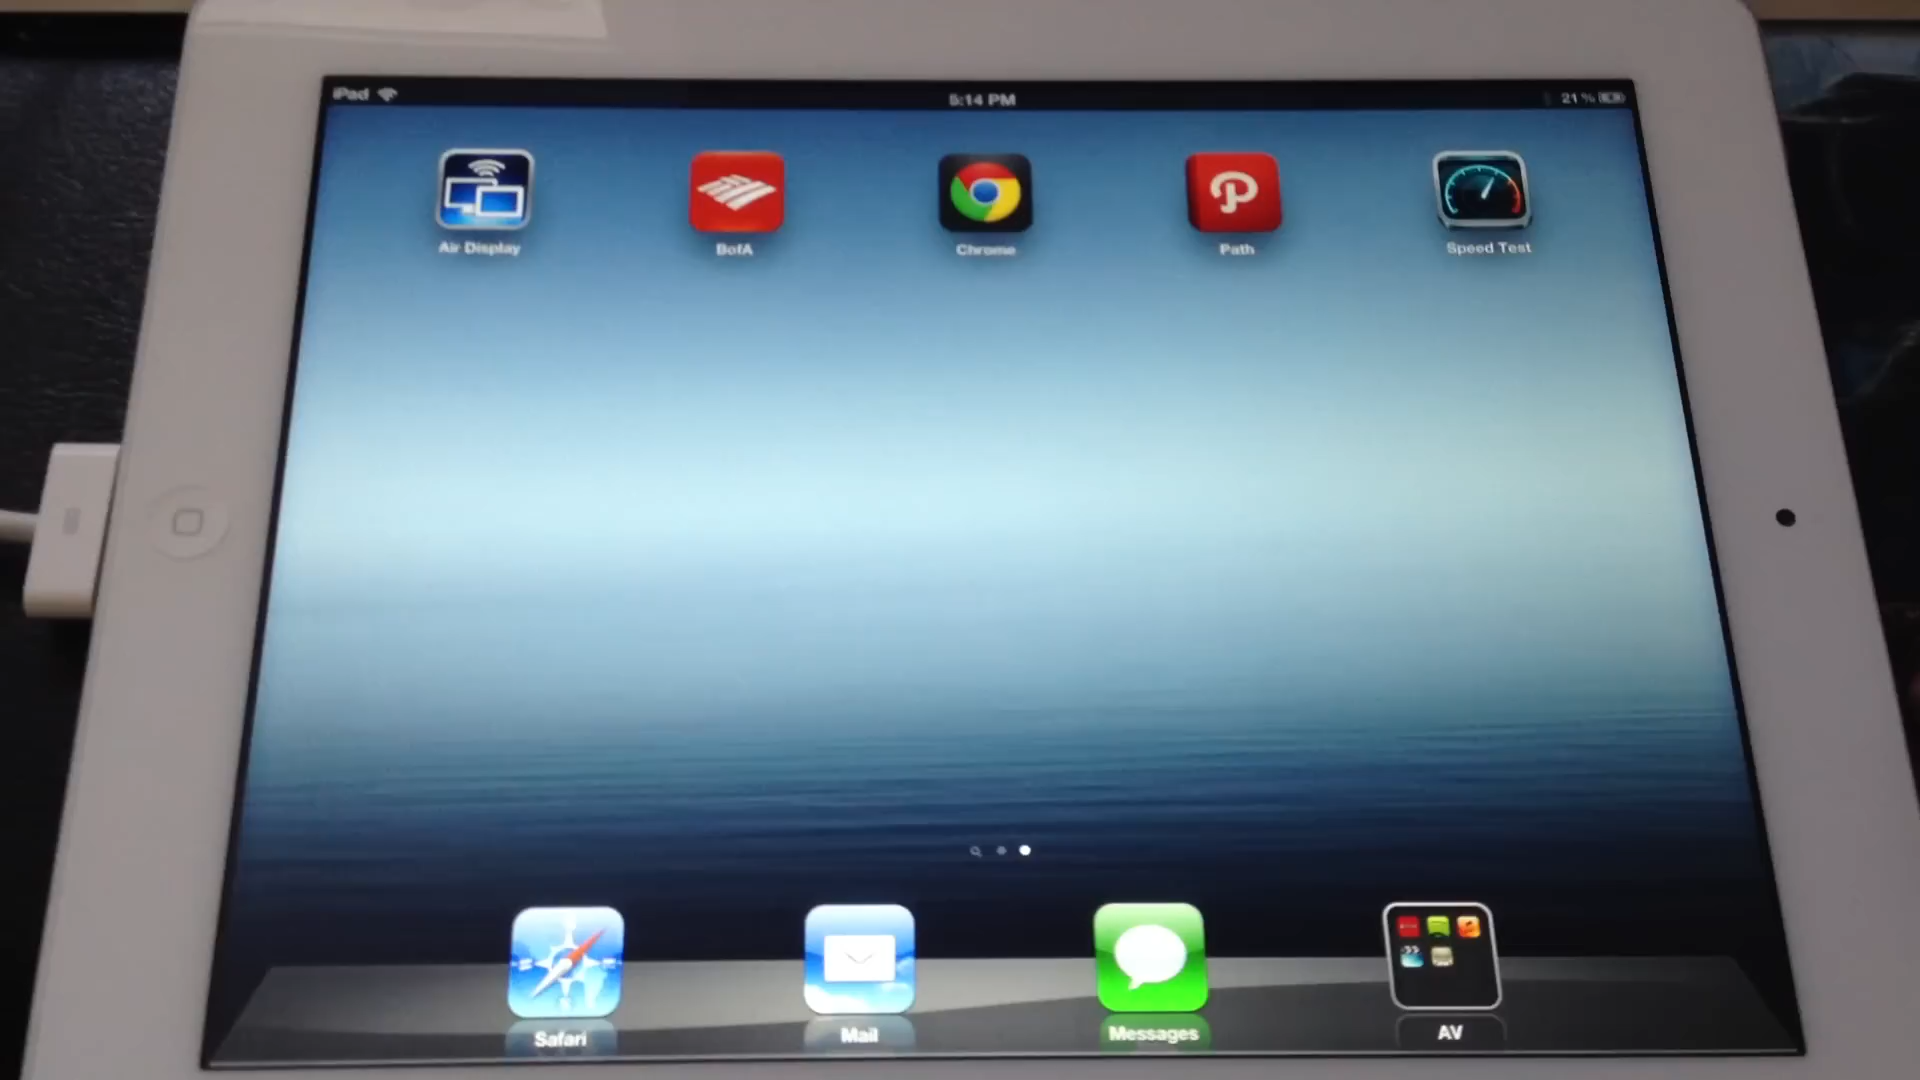 iPad
5:14 PM
21 %
Air Display
BofA
Chrome
Path
Speed Test
Safari
Mail
Messages
AV